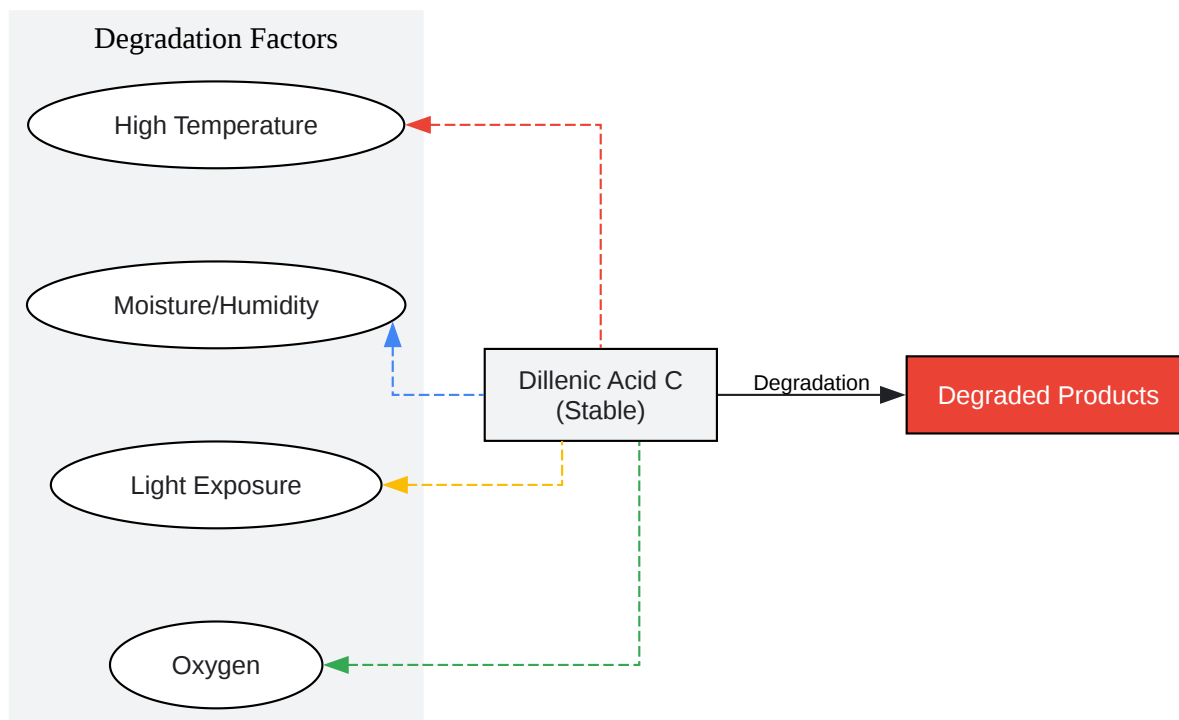 Degradation Factors
High Temperature
Moisture/Humidity
Light Exposure
Oxygen
Dillenic Acid C
(Stable)
Degradation
Degraded Products